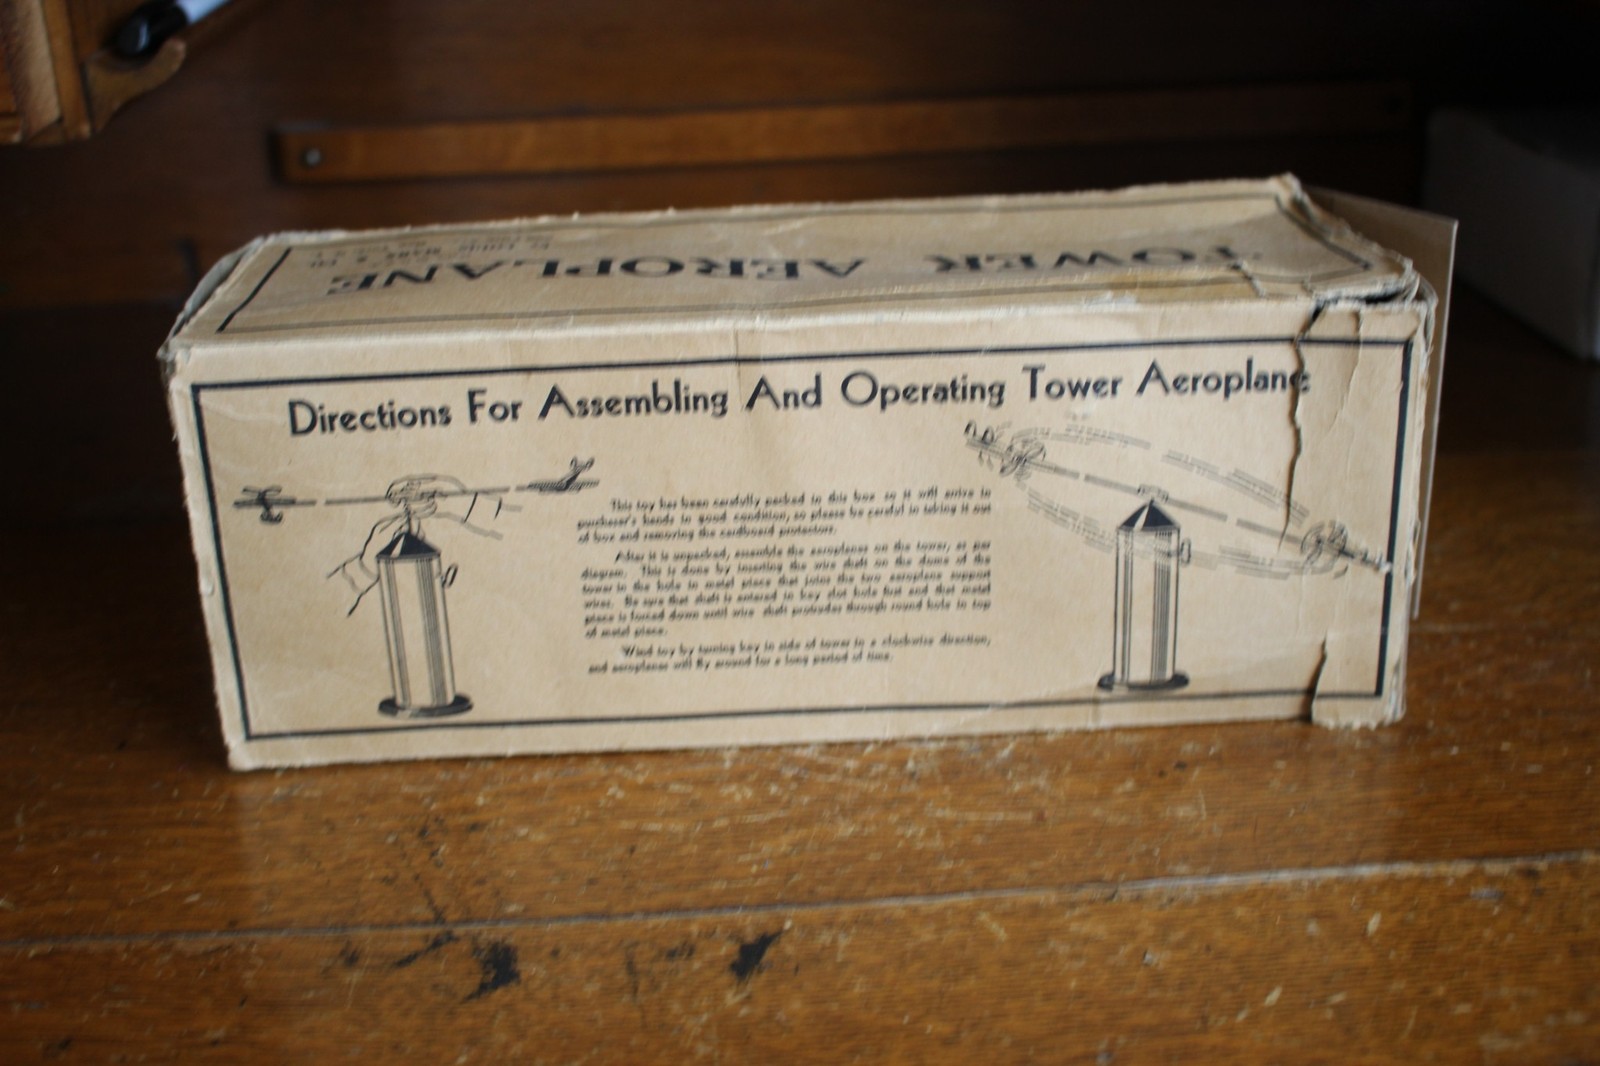 TOWER AEROPLANE
Directions For Assembling And Operating Tower Aeroplane
This toy has been carefully packed in this box so it will arrive in
purchaser's hands in good condition, so please be careful in taking it out
of box and removing the cardboard protectors.
After it is unpacked, assemble the aeroplanes on the tower, as per
diagram. This is done by inserting the wire shaft on the dome of the
tower in the hole in metal piece that joins the two aeroplane support
wires. Be sure that shaft is entered in key slot hole first and that metal
piece is forced down until wire shaft protrudes through round hole in top
of metal piece.
Wind toy by turning key in side of tower in a clockwise direction,
and aeroplanes will fly around for a long period of time.